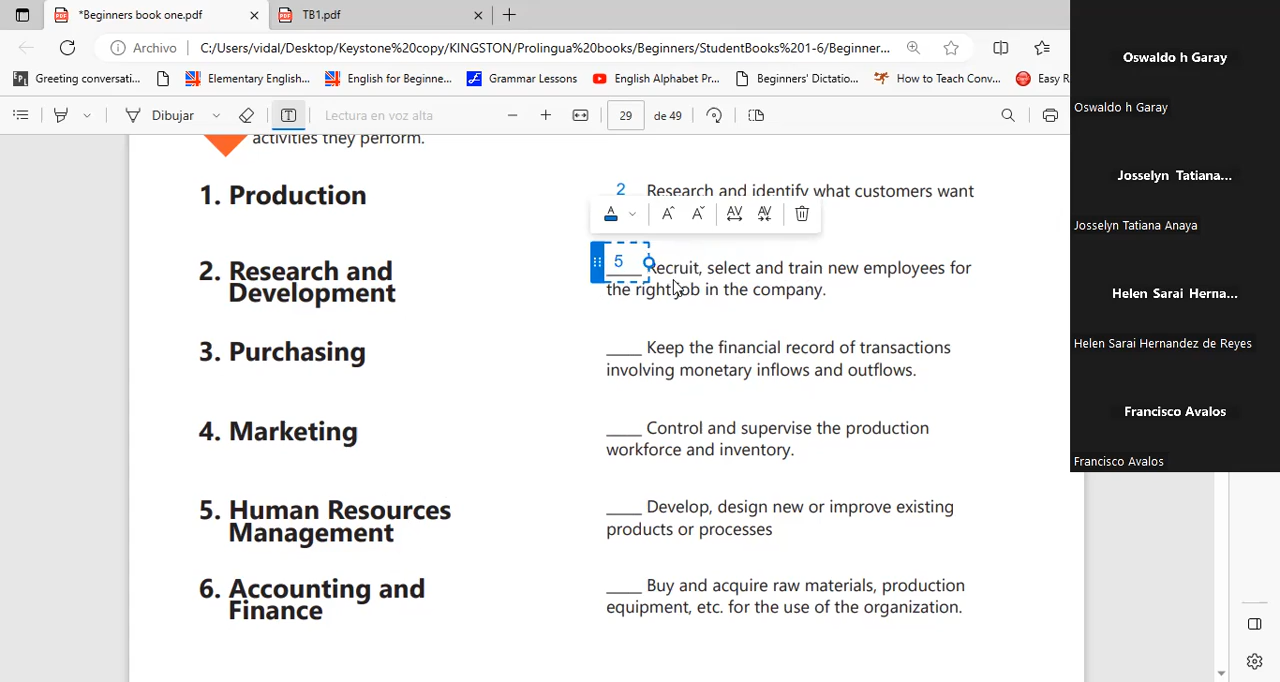 *Beginners book one.pdf
TB1.pdf
Archivo
C:/Users/vidal/Desktop/Keystone%20copy/KINGSTON/Prolingua%20books/Beginners/StudentBooks%201-6/Beginner...
Greeting conversati...
Elementary English...
English for Beginne...
Grammar Lessons
English Alphabet Pr...
Beginners' Dictatio...
How to Teach Conv...
Easy R
Dibujar
Lectura en voz alta
29
de 49
activities they perform.
1. Production
2. Research and
Development
3. Purchasing
4. Marketing
5. Human Resources
Management
6. Accounting and
Finance
2 Research and identify what customers want
5 Recruit, select and train new employees for
the right job in the company.
____ Keep the financial record of transactions
involving monetary inflows and outflows.
____ Control and supervise the production
workforce and inventory.
____ Develop, design new or improve existing
products or processes
____ Buy and acquire raw materials, production
equipment, etc. for the use of the organization.
Oswaldo h Garay
Oswaldo h Garay
Josselyn Tatiana...
Josselyn Tatiana Anaya
Helen Sarai Herna...
Helen Sarai Hernandez de Reyes
Francisco Avalos
Francisco Avalos